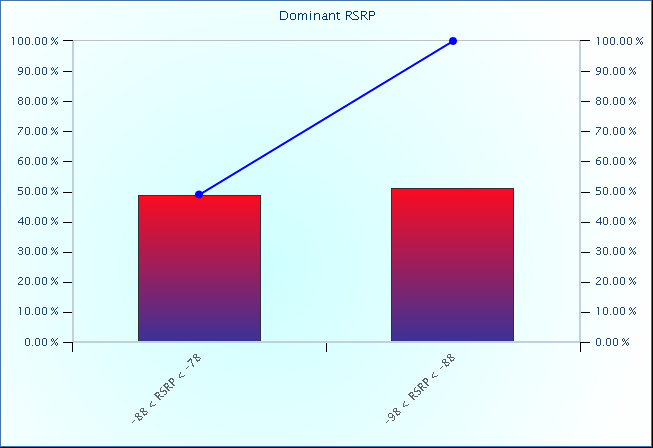 Dominant RSRP
100.00 % 100.00 %
90.00 % 90.00 %
80.00 % 80.00 %
70.00 % 70.00 %
60.00 % 60.00 %
50.00 % 50.00 %
40.00 % 40.00 %
30.00 % 30.00 %
20.00 % 20.00 %
10.00 % 10.00 %
0.00 % 0.00 %
-88 < RSRP < -78
-98 < RSRP < -88